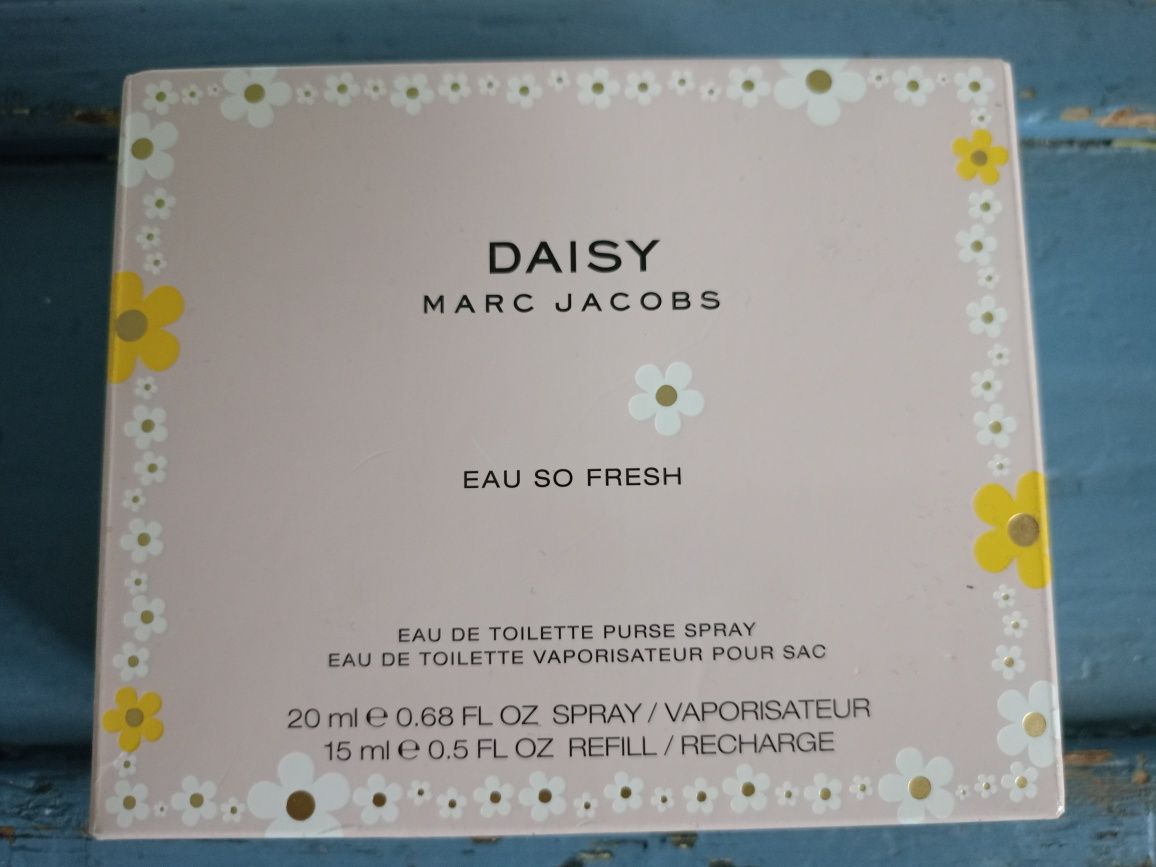 DAISY
MARC JACOBS
EAU SO FRESH
EAU DE TOILETTE PURSE SPRAY
EAU DE TOILETTE VAPORISATEUR POUR SAC
20 ml ℮ 0.68 FL OZ SPRAY / VAPORISATEUR
15 ml ℮ 0.5 FL OZ REFILL / RECHARGE